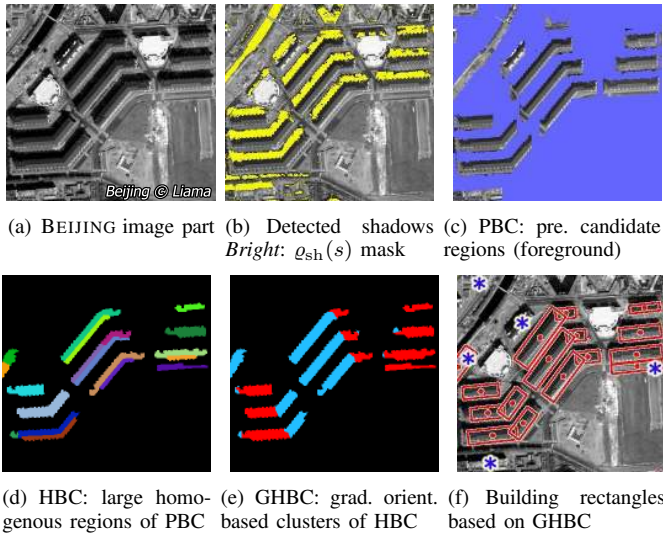 Beijing © Liama
(a) BEIJING image part
(b) Detected shadows
Bright: ϱsh(s) mask
(c) PBC: pre. candidate
regions (foreground)
(d) HBC: large homo-
genous regions of PBC
(e) GHBC: grad. orient.
based clusters of HBC
(f) Building rectangles
based on GHBC